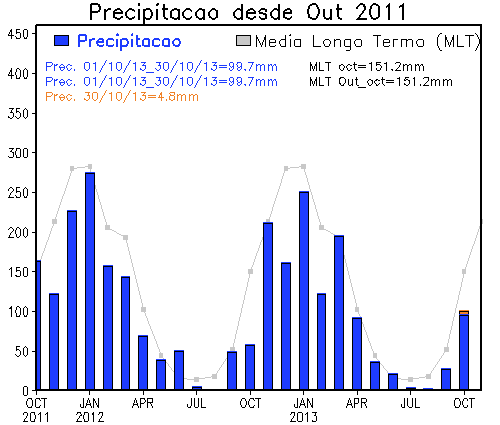 Precipitacao desde Out 2011
Precipitacao
Media Longo Termo (MLT)
Prec. 01/10/13_30/10/13=99.7mm
MLT oct=151.2mm
Prec. 01/10/13_30/10/13=99.7mm
MLT Out_oct=151.2mm
Prec. 30/10/13=4.8mm
450
400
350
300
250
200
150
100
50
0
OCT JAN APR JUL OCT JAN APR JUL OCT
2011 2012 2013